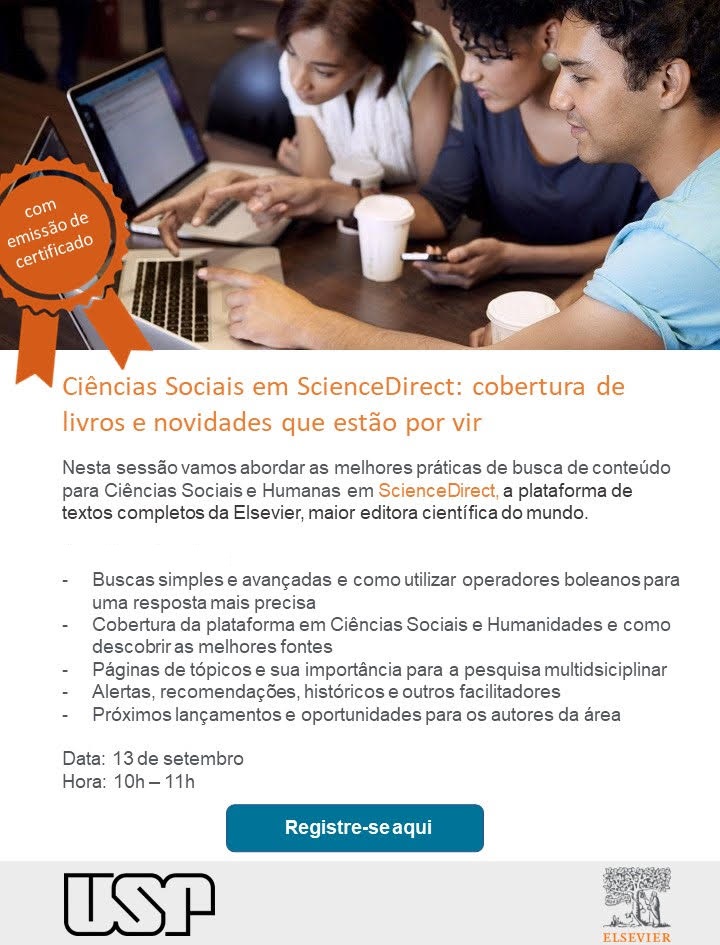 com
emissão de
certificado
Ciências Sociais em ScienceDirect: cobertura de
livros e novidades que estão por vir
Nesta sessão vamos abordar as melhores práticas de busca de conteúdo
para Ciências Sociais e Humanas em ScienceDirect, a plataforma de
textos completos da Elsevier, maior editora científica do mundo.
- Buscas simples e avançadas e como utilizar operadores boleanos para
uma resposta mais precisa
- Cobertura da plataforma em Ciências Sociais e Humanidades e como
descobrir as melhores fontes
- Páginas de tópicos e sua importância para a pesquisa multidsiciplinar
- Alertas, recomendações, históricos e outros facilitadores
- Próximos lançamentos e oportunidades para os autores da área
Data: 13 de setembro
Hora: 10h – 11h
Registre-se aqui
USP
ELSEVIER